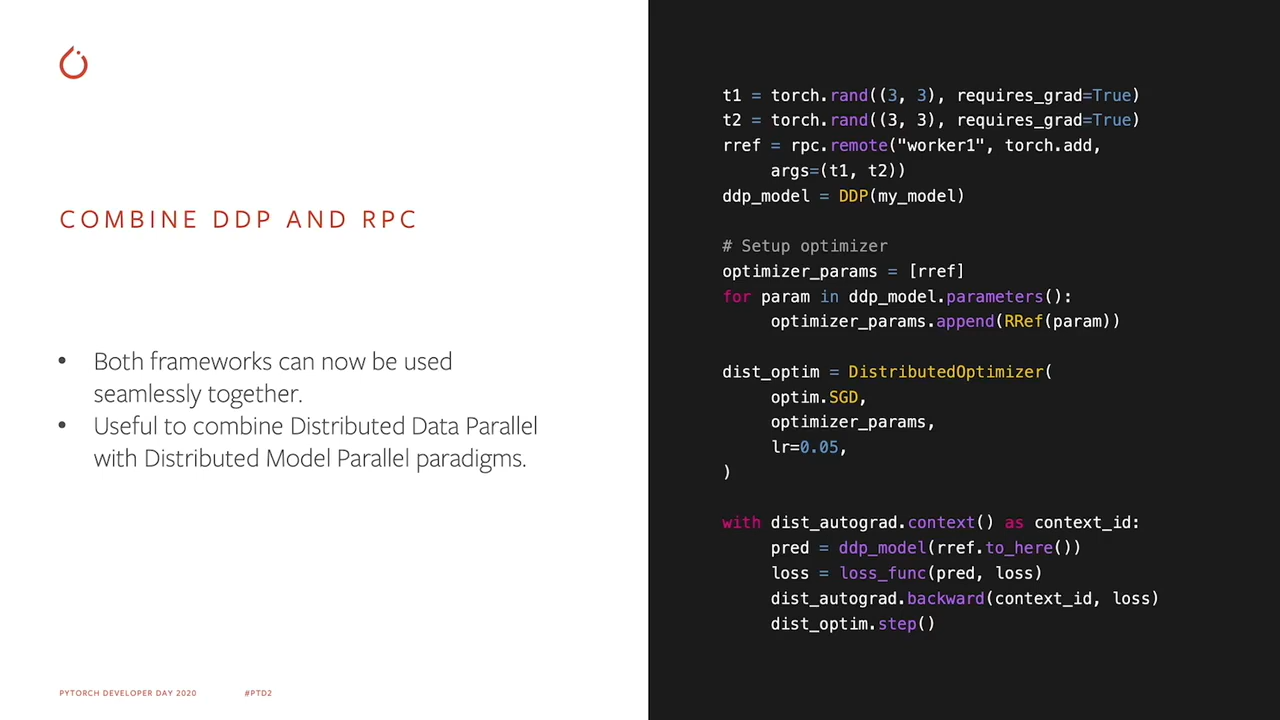 COMBINE DDP AND RPC
• Both frameworks can now be used
seamlessly together.
• Useful to combine Distributed Data Parallel
with Distributed Model Parallel paradigms.
PYTORCH DEVELOPER DAY 2020 #PTD2
t1 = torch.rand((3, 3), requires_grad=True)
t2 = torch.rand((3, 3), requires_grad=True)
rref = rpc.remote("worker1", torch.add,
args=(t1, t2))
ddp_model = DDP(my_model)
# Setup optimizer
optimizer_params = [rref]
for param in ddp_model.parameters():
optimizer_params.append(RRef(param))
dist_optim = DistributedOptimizer(
optim.SGD,
optimizer_params,
lr=0.05,
)
with dist_autograd.context() as context_id:
pred = ddp_model(rref.to_here())
loss = loss_func(pred, loss)
dist_autograd.backward(context_id, loss)
dist_optim.step()